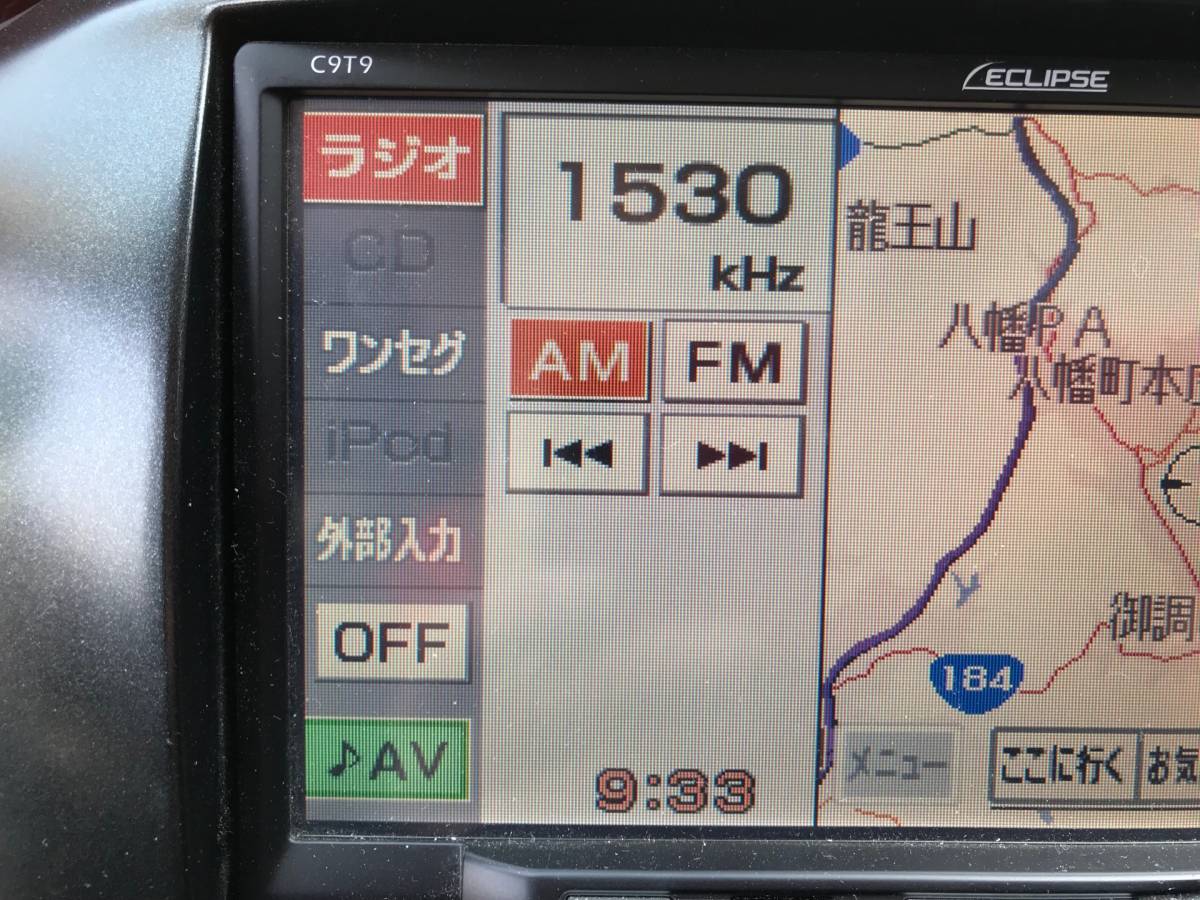 C9T9
ECLIPSE
ラジオ
CD
ワンセグ
iPod
外部入力
OFF
♪AV
1530
kHz
AM
FM
9:33
龍王山
八幡PA
八幡町本
御調
184
メニュー
ここに行く
お気